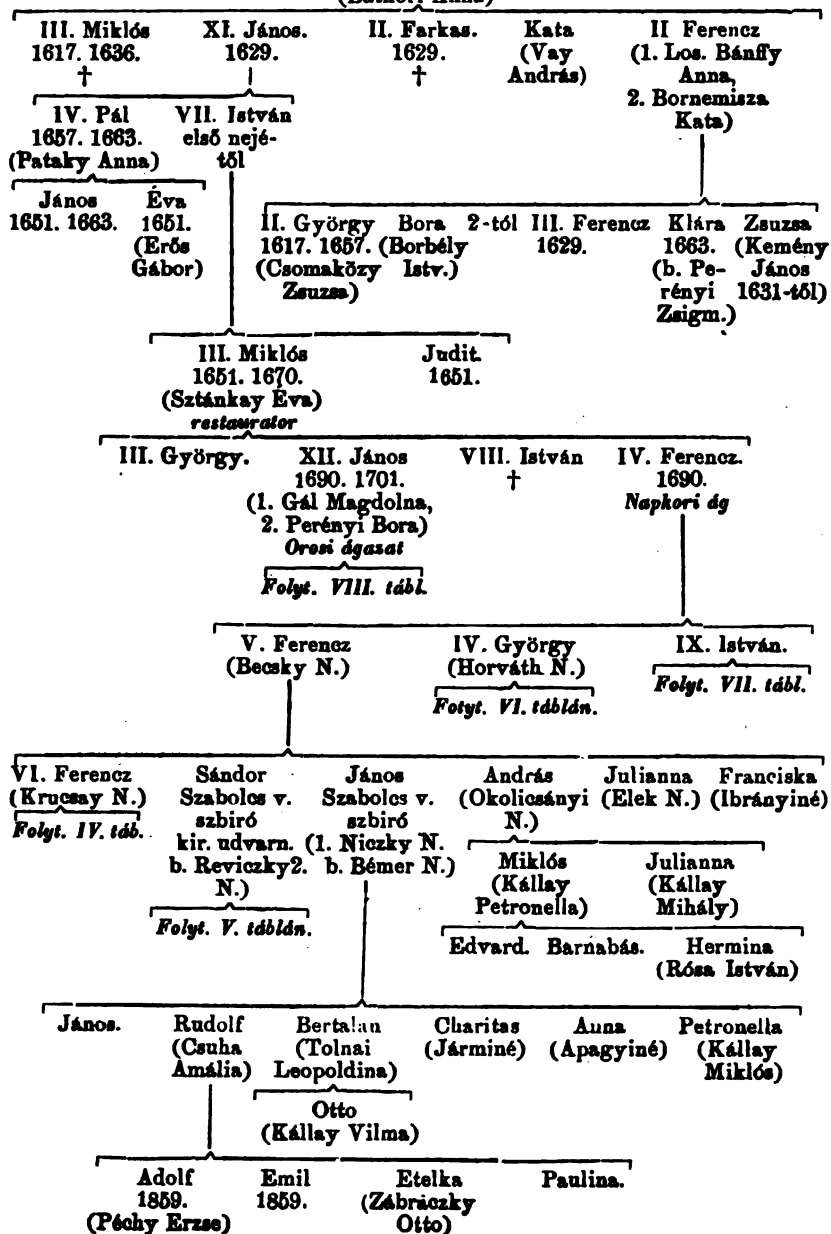 III. Miklós XI. János. II. Farkas. Kata II Ferencz
1617. 1636. 1629. 1629. (Vay (1. Los. Bánffy
† † András) Anna,
2. Bornemisza
Kata)
IV. Pál VII. István
1657. 1663. első nejé-
(Pataky Anna) től
János Éva
1651. 1663. 1651.
(Erős
Gábor)
II. György Bora 2-tól III. Ferencz Klára Zsuzsa
1617. 1657. (Borbély 1629. 1663. (Kemény
(Csomaközy Istv.) (b. Pe- János
Zsuzsa) rényi 1631-től)
Zsigm.)
III. Miklós Judit.
1651. 1670. 1651.
(Sztánkay Éva)
restaurator
III. György. XII. János VIII. István IV. Ferencz.
1690. 1701. † 1690.
(1. Gál Magdolna, Napkori ág
2. Perényi Bora)
Orosi ágazat
Folyt. VIII. tábl.
V. Ferencz IV. György IX. István.
(Becsky N.) (Horváth N.) Folyt. VII. tábl.
Fotyt. VI. táblán.
VI. Ferencz Sándor János András Julianna Franciska
(Krucsay N.) Szabolcs v. Szabolcs v. (Okolicsányi (Elek N.) (Ibrányiné)
Folyt. IV. táb. szbiró szbiró N.)
kir. udvarn. (1. Niczky N.
b. Reviczky 2. b. Bémer N.)
N.)
Folyt. V. táblán.
Miklós Julianna
(Kállay (Kállay
Petronella) Mihály)
Edvard. Barnabás. Hermina
(Rósa István)
János. Rudolf Bertalan Charitas Anna Petronella
(Csuha (Tolnai (Járminé) (Apagyiné) (Kállay
Amália) Leopoldina) Miklós)
Otto
(Kállay Vilma)
Adolf Emil Etelka Paulina.
1859. 1859. (Zábráczky
(Péchy Erzse) Otto)